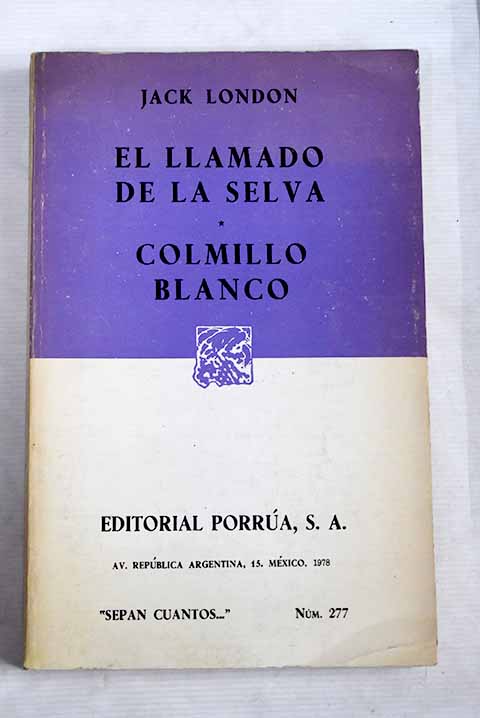 JACK LONDON
EL LLAMADO
DE LA SELVA
*
COLMILLO
BLANCO
EDITORIAL PORRÚA, S. A.
AV. REPÚBLICA ARGENTINA, 15. MÉXICO, 1978
"SEPAN CUANTOS..." NÚM. 277